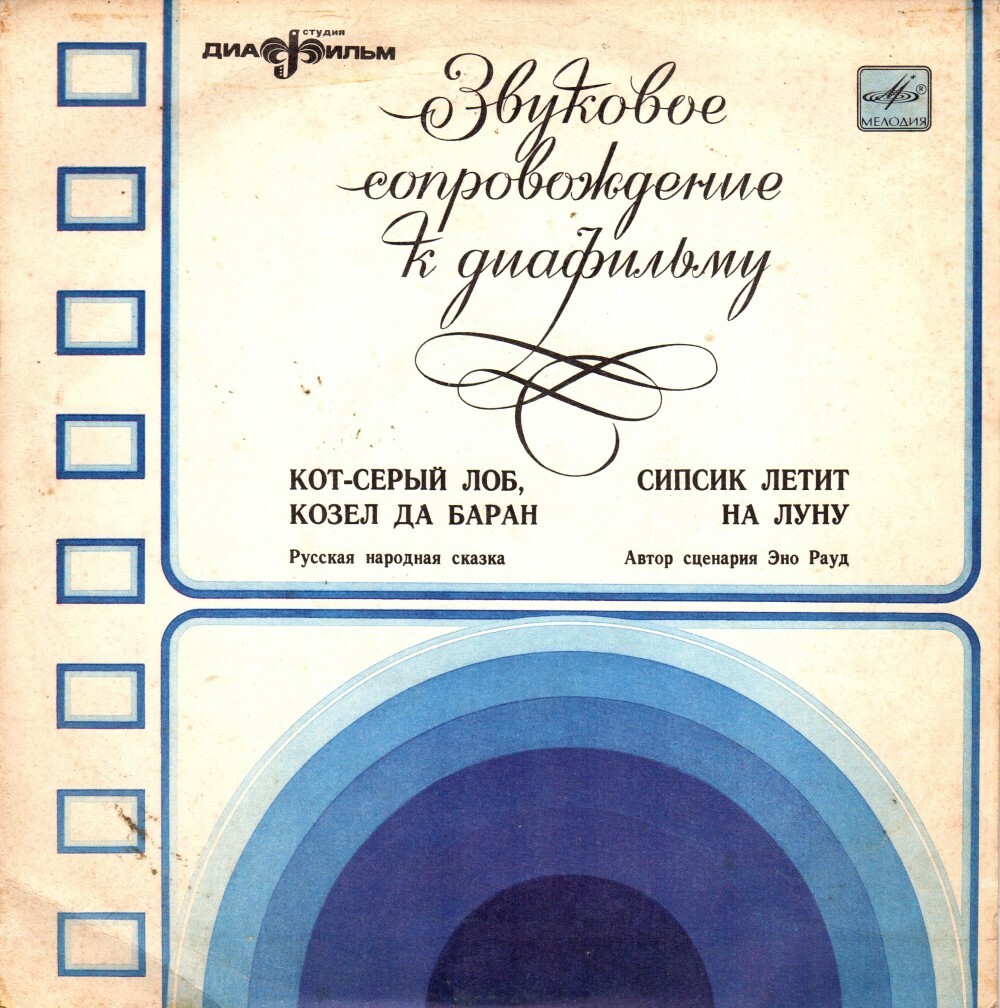 студия
ДИАФИЛЬМ
Звуковое
сопровождение
к диафильму
МЕЛОДИЯ
®
КОТ-СЕРЫЙ ЛОБ,
КОЗЕЛ ДА БАРАН
Русская народная сказка
СИПСИК ЛЕТИТ
НА ЛУНУ
Автор сценария Эно Рауд